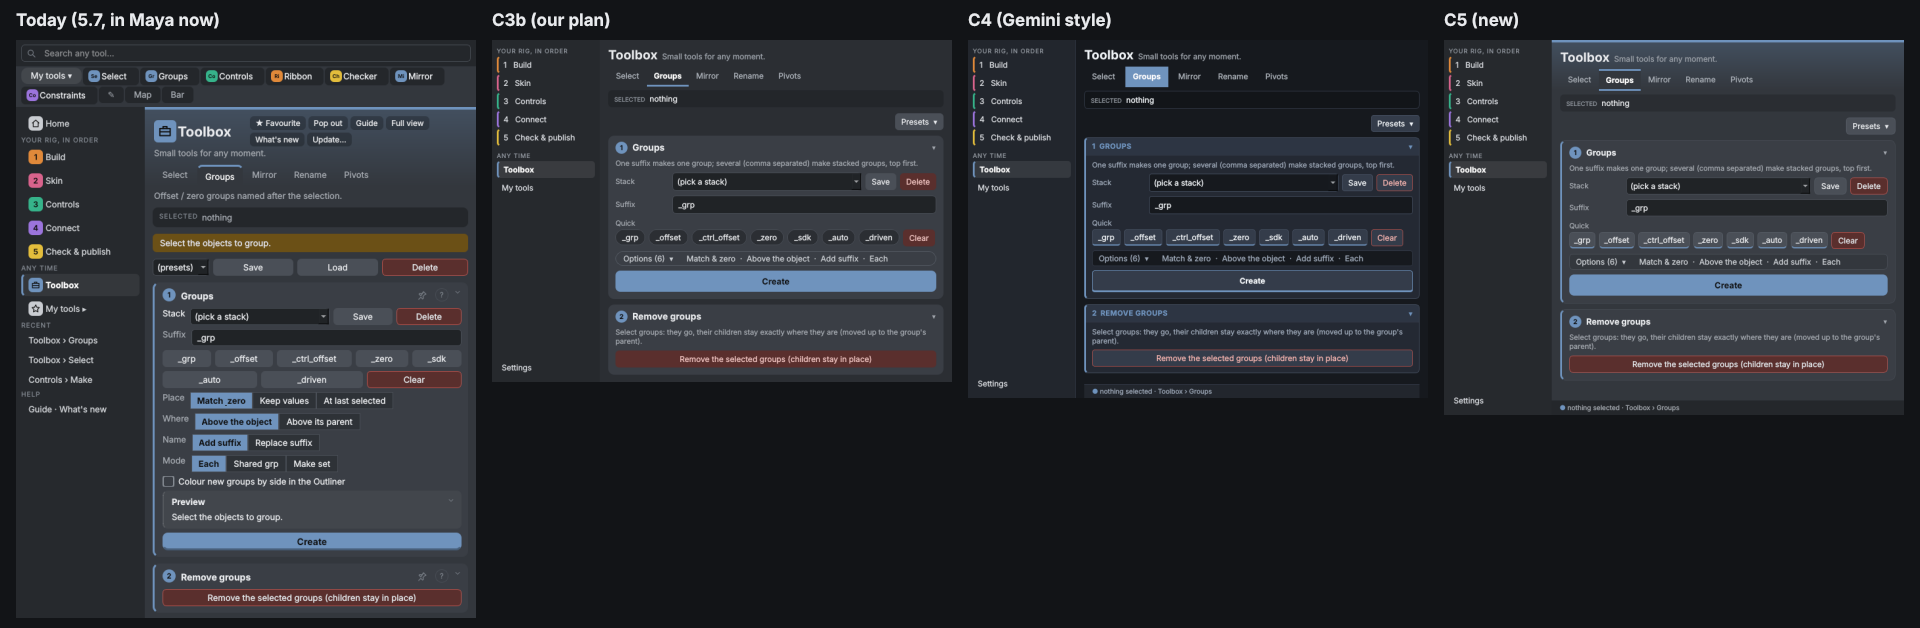 Today (5.7, in Maya now)
Search any tool...
My tools ▾ Se Select Gr Groups Co Controls Ri Ribbon Ch Checker Mi Mirror
Co Constraints Map Bar
Home
YOUR RIG, IN ORDER
1 Build
2 Skin
3 Controls
4 Connect
5 Check & publish
ANY TIME
Toolbox
My tools ▸
RECENT
Toolbox › Groups
Toolbox › Select
Controls › Make
HELP
Guide · What's new
Toolbox
★ Favourite Pop out Guide Full view
What's new Update...
Small tools for any moment.
Select Groups Mirror Rename Pivots
Offset / zero groups named after the selection.
SELECTED nothing
Select the objects to group.
(presets) ▾ Save Load Delete
1 Groups ?
Stack (pick a stack) ▾ Save Delete
Suffix _grp
_grp _offset _ctrl_offset _zero _sdk
_auto _driven Clear
Place Match_zero Keep values At last selected
Where Above the object Above its parent
Name Add suffix Replace suffix
Mode Each Shared grp Make set
Colour new groups by side in the Outliner
Preview
Select the objects to group.
Create
2 Remove groups ?
Remove the selected groups (children stay in place)
C3b (our plan)
YOUR RIG, IN ORDER
1 Build
2 Skin
3 Controls
4 Connect
5 Check & publish
ANY TIME
Toolbox
My tools
Settings
Toolbox Small tools for any moment.
Select Groups Mirror Rename Pivots
SELECTED nothing
Presets ▾
1 Groups ▾
One suffix makes one group; several (comma separated) make stacked groups, top first.
Stack (pick a stack) ▾ Save Delete
Suffix _grp
Quick
_grp _offset _ctrl_offset _zero _sdk _auto _driven Clear
Options (6) ▾ Match & zero · Above the object · Add suffix · Each
Create
2 Remove groups ▾
Select groups: they go, their children stay exactly where they are (moved up to the group's
parent).
Remove the selected groups (children stay in place)
C4 (Gemini style)
YOUR RIG, IN ORDER
1 Build
2 Skin
3 Controls
4 Connect
5 Check & publish
ANY TIME
Toolbox
My tools
Settings
Toolbox Small tools for any moment.
Select Groups Mirror Rename Pivots
SELECTED nothing
Presets ▾
1 GROUPS ▾
One suffix makes one group; several (comma separated) make stacked groups, top first.
Stack (pick a stack) ▾ Save Delete
Suffix _grp
Quick
_grp _offset _ctrl_offset _zero _sdk _auto _driven Clear
Options (6) ▾ Match & zero · Above the object · Add suffix · Each
Create
2 REMOVE GROUPS ▾
Select groups: they go, their children stay exactly where they are (moved up to the group's
parent).
Remove the selected groups (children stay in place)
nothing selected · Toolbox › Groups
C5 (new)
YOUR RIG, IN ORDER
1 Build
2 Skin
3 Controls
4 Connect
5 Check & publish
ANY TIME
Toolbox
My tools
Settings
Toolbox Small tools for any moment.
Select Groups Mirror Rename Pivots
SELECTED nothing
Presets ▾
1 Groups ▾
One suffix makes one group; several (comma separated) make stacked groups, top first.
Stack (pick a stack) ▾ Save Delete
Suffix _grp
Quick
_grp _offset _ctrl_offset _zero _sdk _auto _driven Clear
Options (6) ▾ Match & zero · Above the object · Add suffix · Each
Create
2 Remove groups ▾
Select groups: they go, their children stay exactly where they are (moved up to the group's
parent).
Remove the selected groups (children stay in place)
nothing selected · Toolbox › Groups